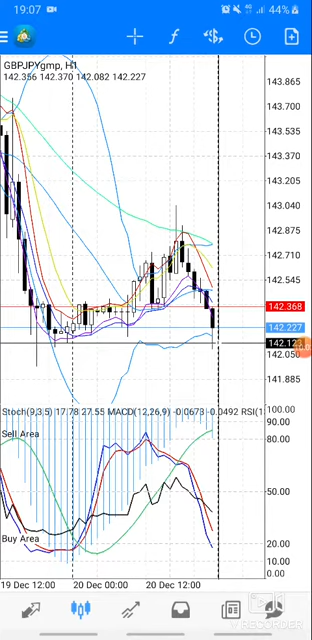 19:07 4G 44%
GBPJPYgmp, H1
142.356 142.370 142.082 142.227
143.865
143.700
143.535
143.370
143.205
143.040
142.875
142.710
142.545
142.368
142.227
142.12
142.050
141.885
Stoch(9,3,5) 17.78 27.55 MACD(12,26,9) -0.0673 -0.0492 RSI(1
100.00
90.00
Sell Area
80.00
50.00
Buy Area
20.00
10.00
0.00
19 Dec 12:00 20 Dec 00:00 20 Dec 12:00
RECORDER